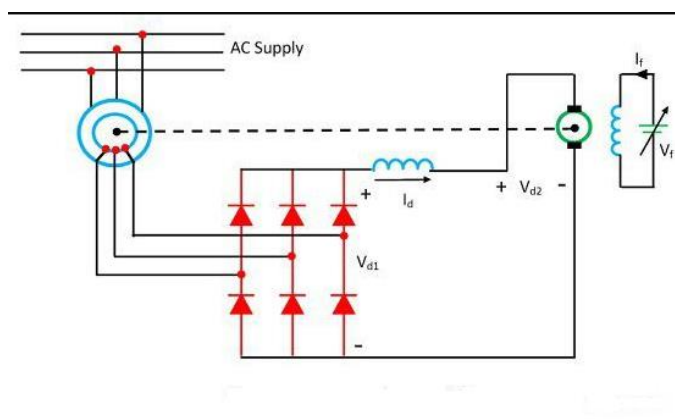 AC Supply
If
Vf
+ Id
+ Vd2 -
Vd1
-